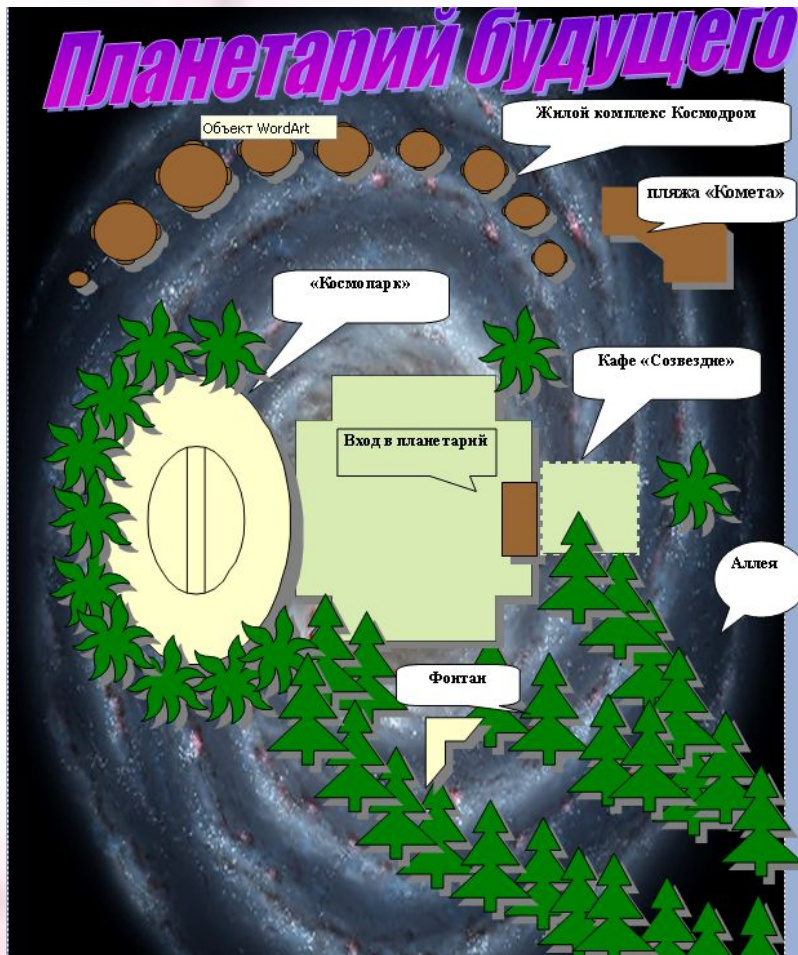 Планетарий будущего
Жилой комплекс Космодром
Объект WordArt
пляжа «Комета»
«Космопарк»
Кафе «Созвездие»
Вход в планетарий
Аллея
Фонтан